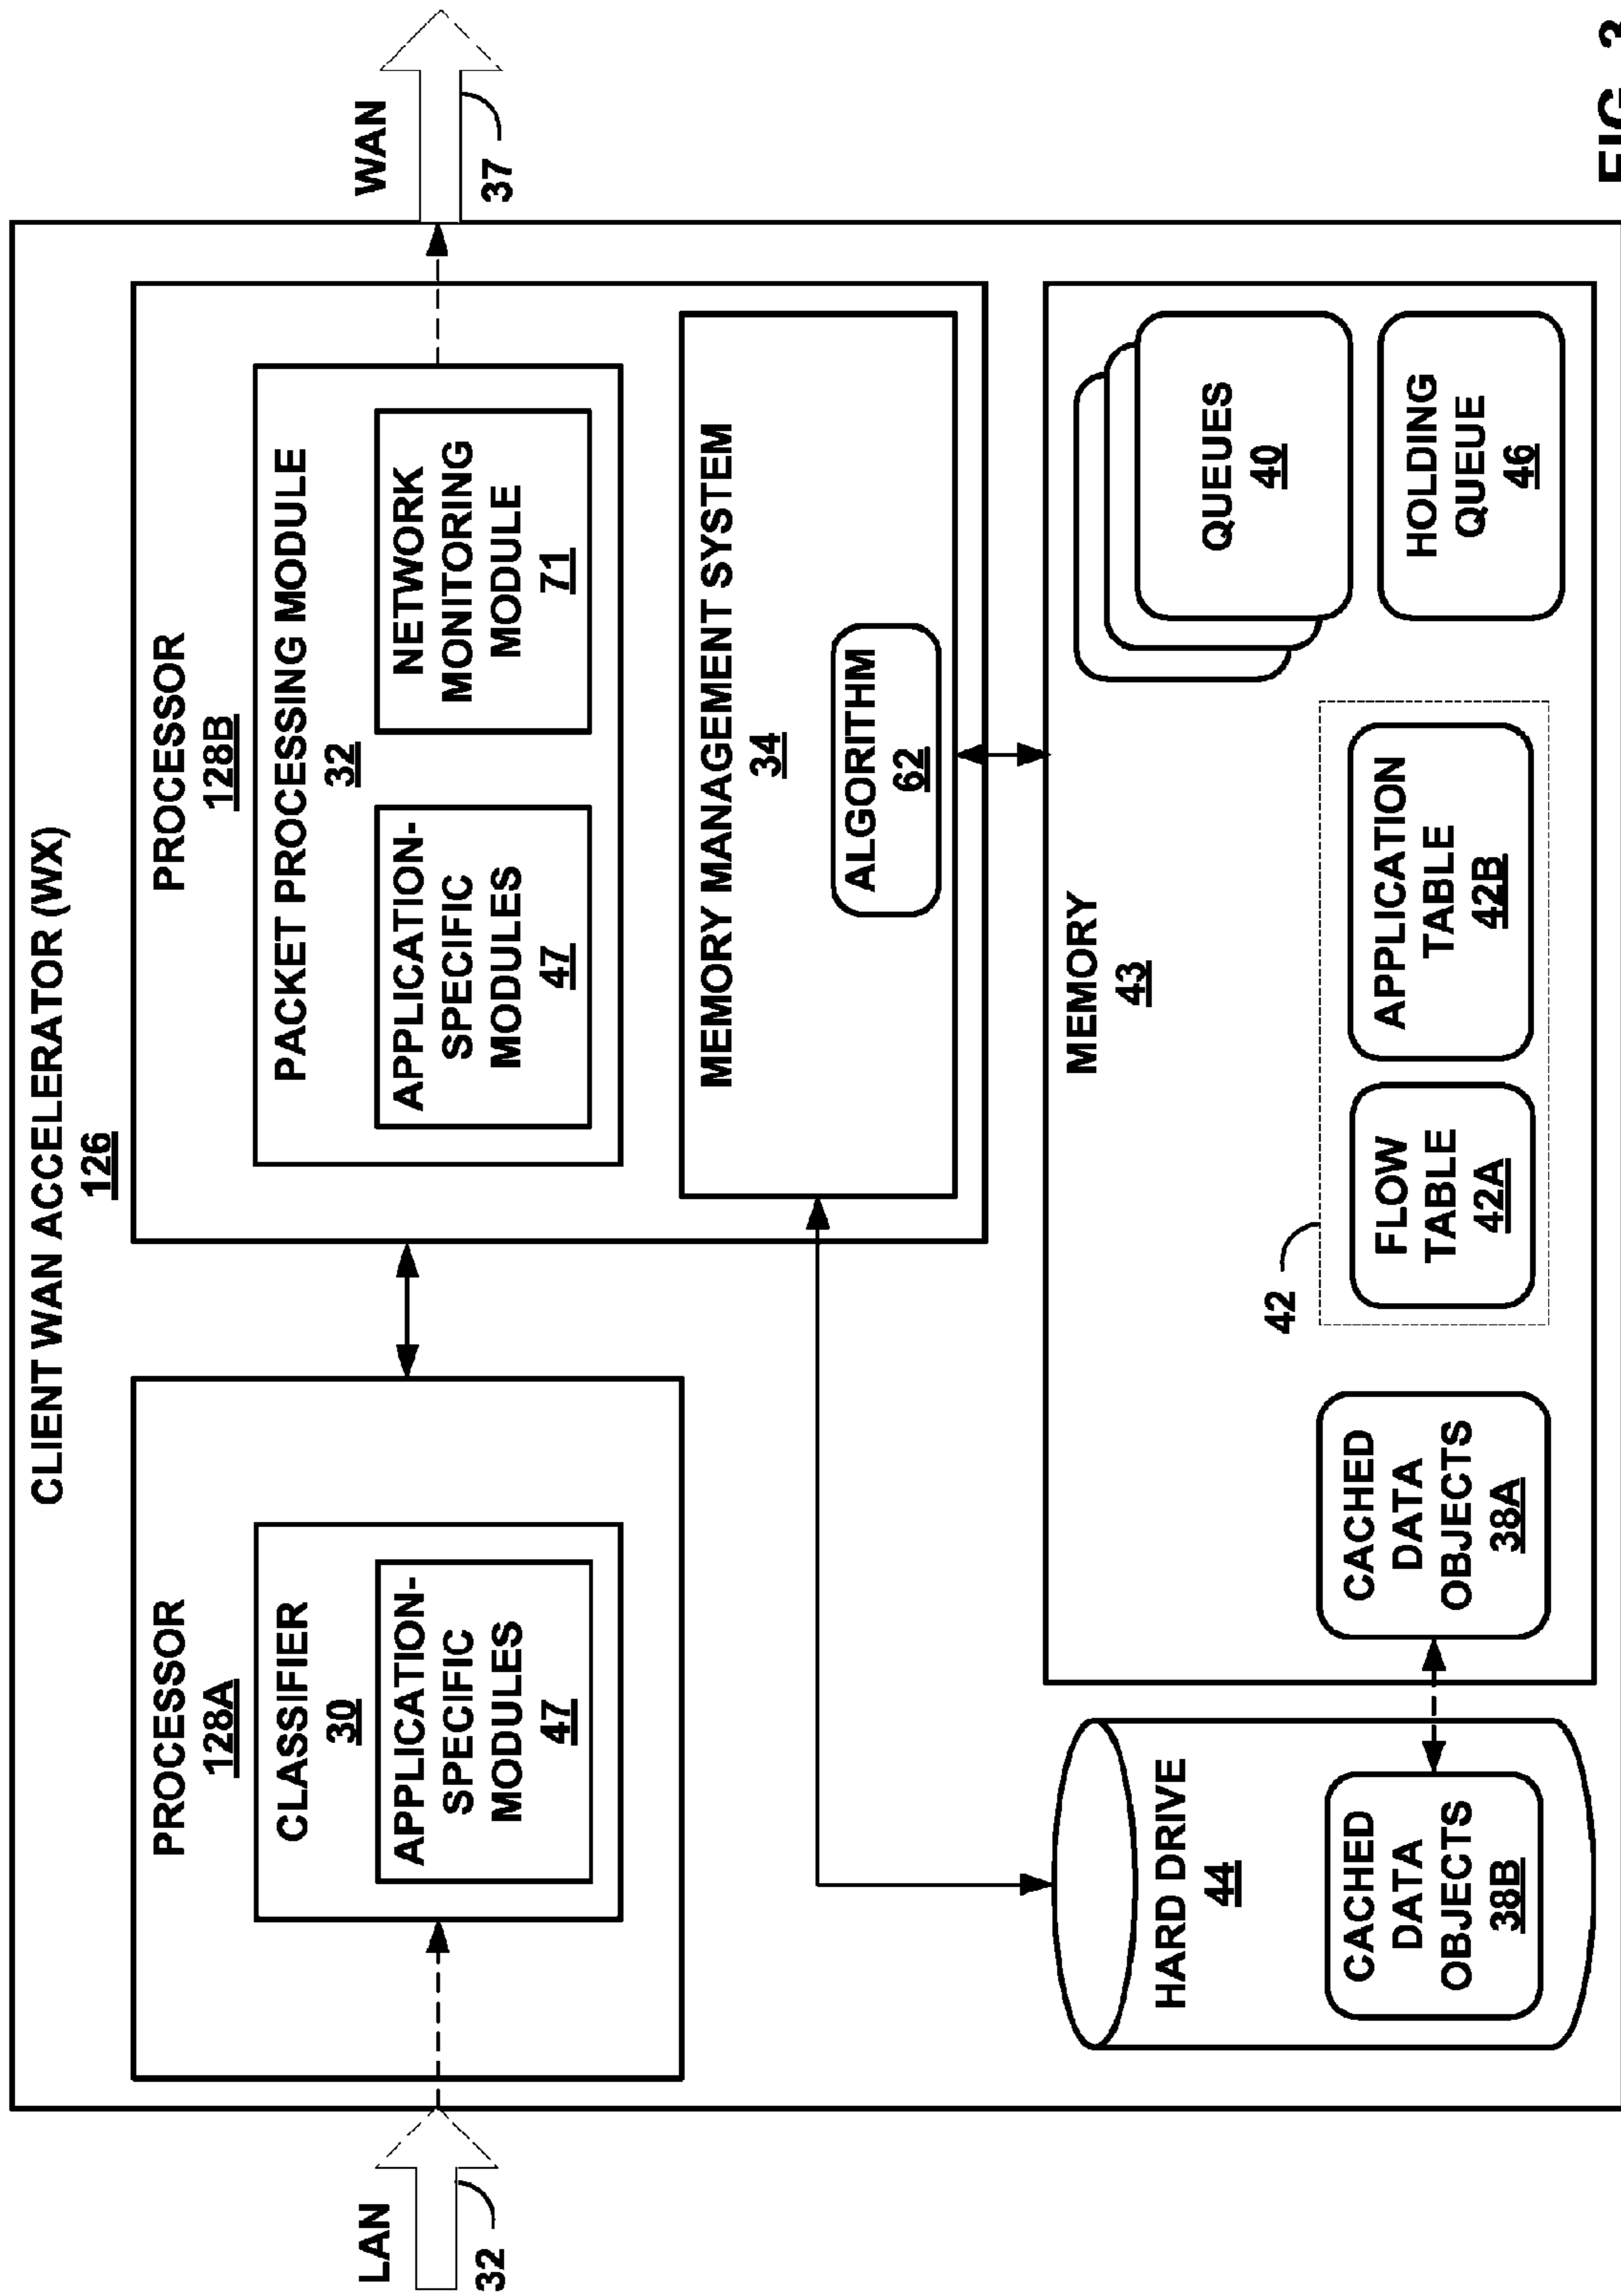 CLIENT WAN ACCELERATOR (WX)
126
LAN
32
PROCESSOR
128A
CLASSIFIER
30
APPLICATION-
SPECIFIC
MODULES
47
PROCESSOR
128B
PACKET PROCESSING MODULE
32
APPLICATION-
SPECIFIC
MODULES
47
NETWORK
MONITORING
MODULE
71
MEMORY MANAGEMENT SYSTEM
34
ALGORITHM
62
WAN
37
HARD DRIVE
44
CACHED
DATA
OBJECTS
38B
MEMORY
43
CACHED
DATA
OBJECTS
38A
42
FLOW
TABLE
42A
APPLICATION
TABLE
42B
QUEUES
40
HOLDING
QUEUE
46
FIG. 3